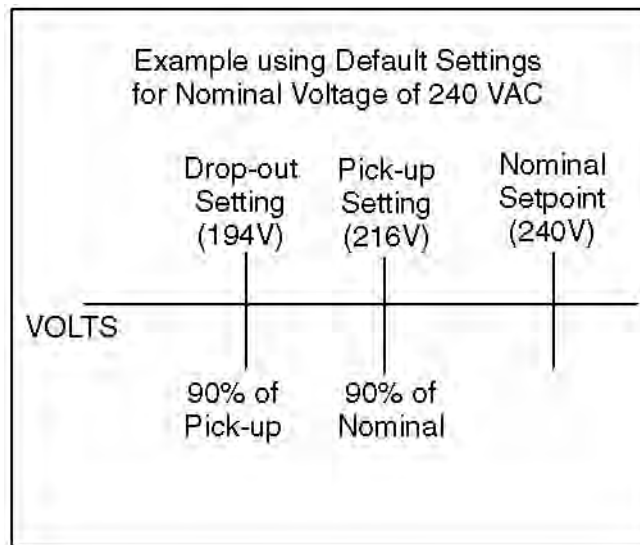 Example using Default Settings
for Nominal Voltage of 240 VAC
Drop-out
Setting
(194V)
Pick-up
Setting
(216V)
Nominal
Setpoint
(240V)
VOLTS
90% of
Pick-up
90% of
Nominal